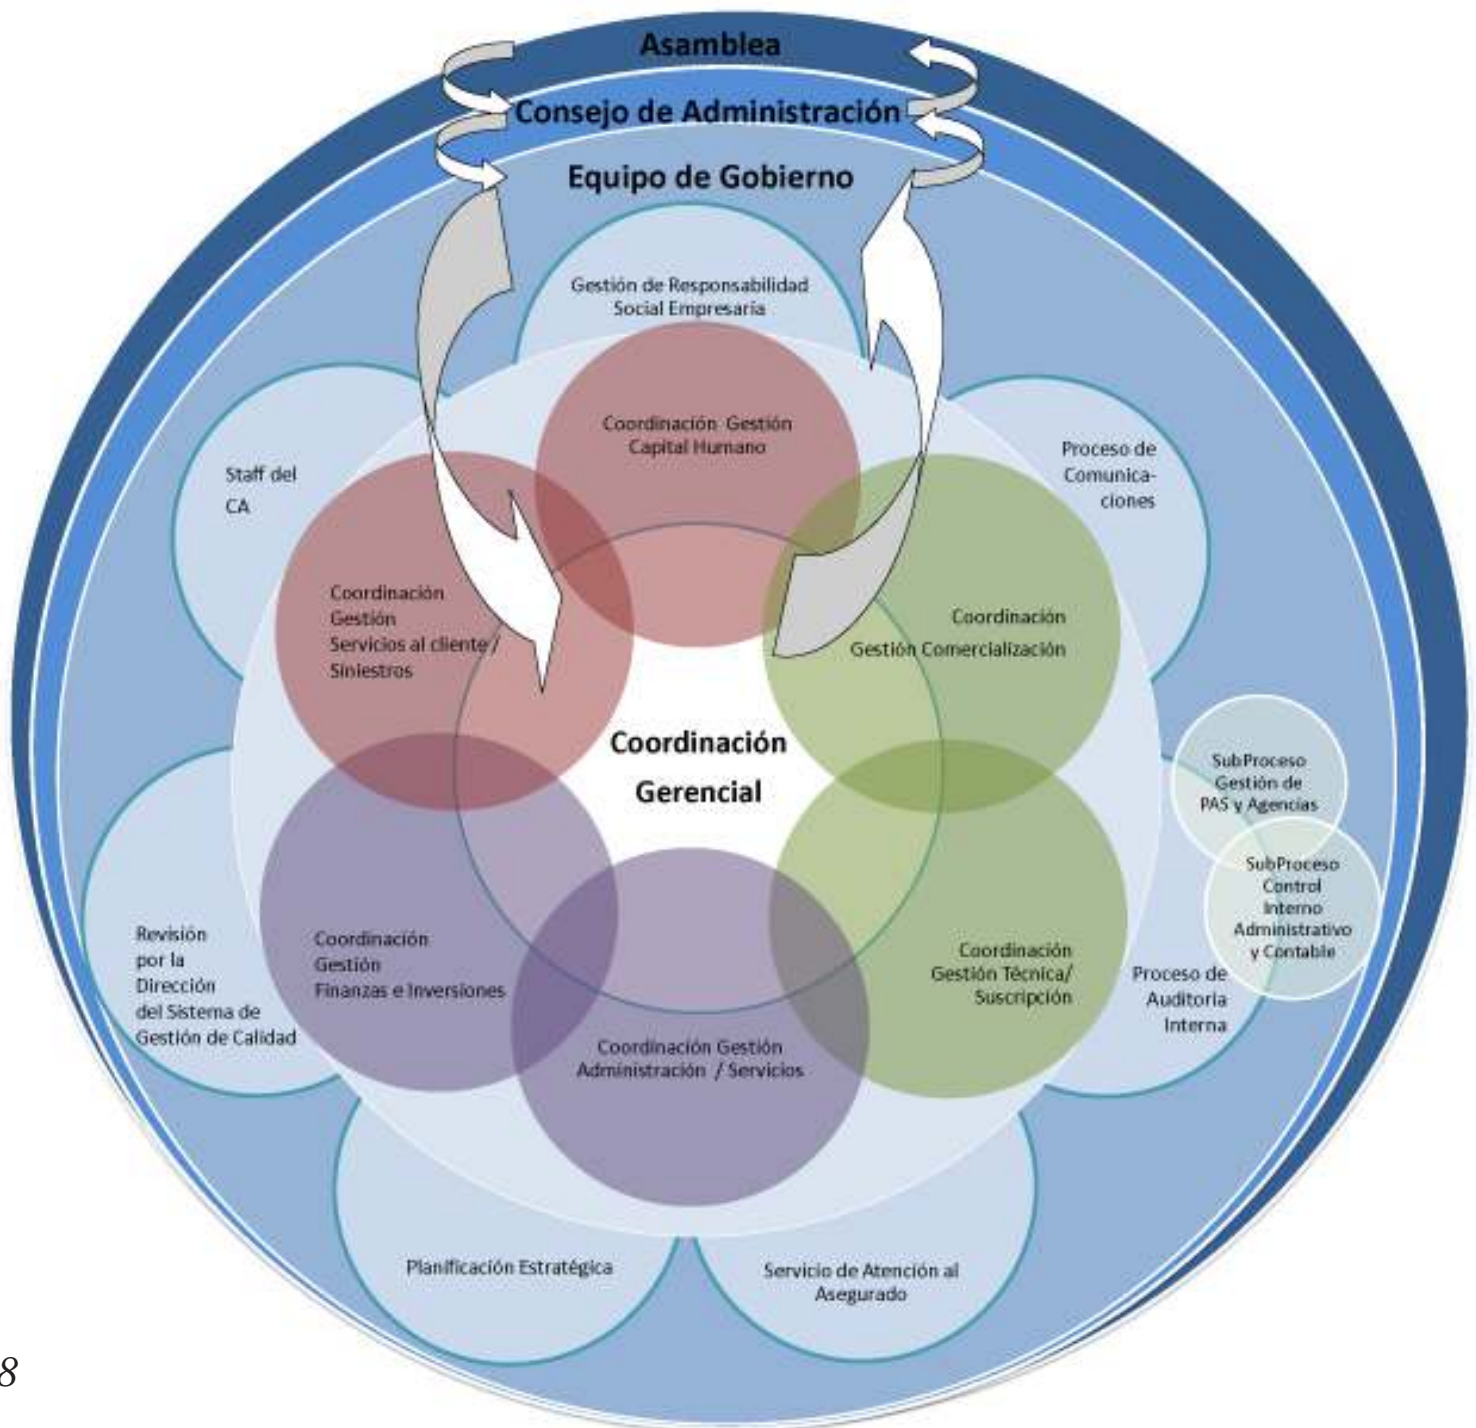 Asamblea
Consejo de Administración
Equipo de Gobierno
Gestión de Responsabilidad
Social Empresaria
Coordinación Gestión
Capital Humano
Proceso de
Comunica-
ciones
Staff del
CA
Coordinación
Gestión
Servicios al cliente /
Siniestros
Coordinación
Gestión Comercialización
Coordinación
Gerencial
SubProceso
Gestión de
PAS y Agencias
SubProceso
Control
Interno
Administrativo
y Contable
Revisión
por la
Dirección
del Sistema de
Gestión de Calidad
Coordinación
Gestión
Finanzas e Inversiones
Coordinación
Gestión Técnica/
Suscripción
Proceso de
Auditoria
Interna
Coordinación Gestión
Administración / Servicios
Planificación Estratégica
Servicio de Atención al
Asegurado
8